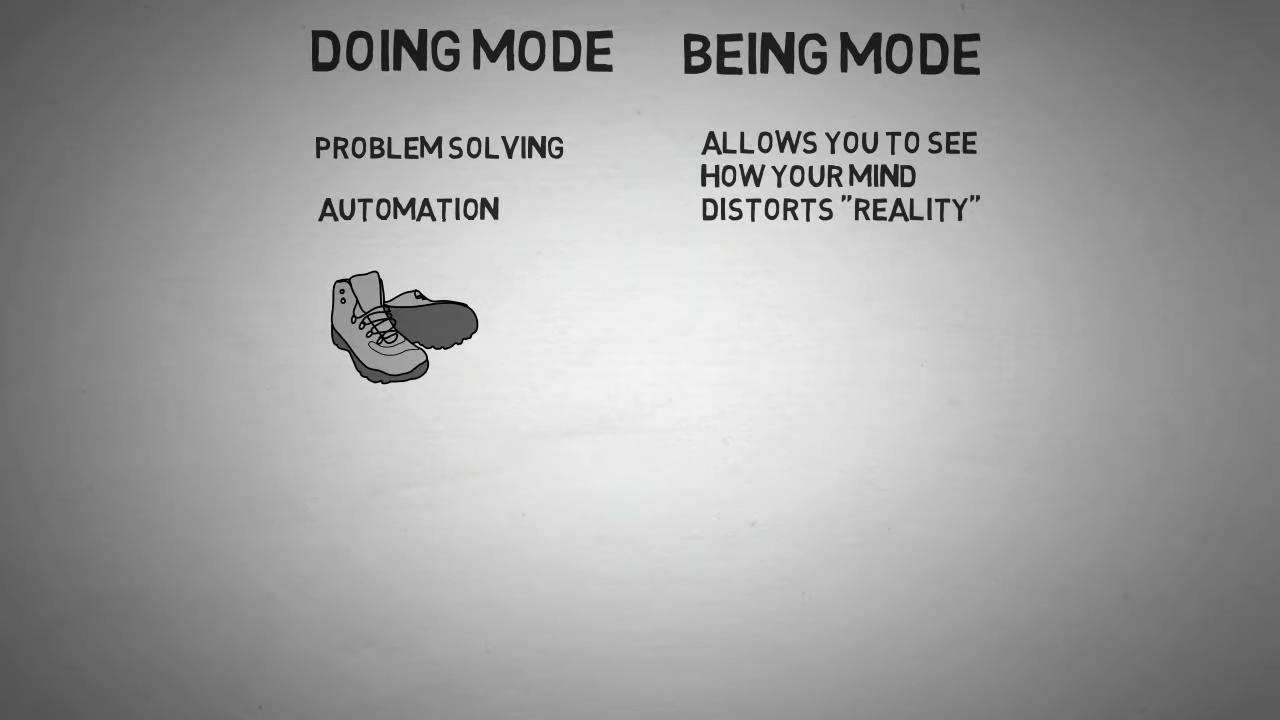 DOING MODE
BEING MODE
PROBLEM SOLVING
AUTOMATION
ALLOWS YOU TO SEE
HOW YOUR MIND
DISTORTS "REALITY"